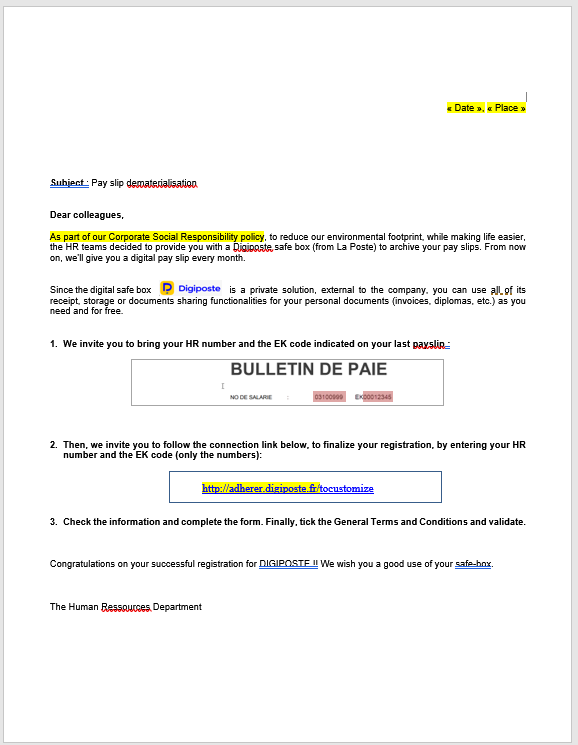 « Date », « Place »
Subject : Pay slip dematerialisation
Dear colleagues,
As part of our Corporate Social Responsibility policy, to reduce our environmental footprint, while making life easier,
the HR teams decided to provide you with a Digiposte safe box (from La Poste) to archive your pay slips. From now
on, we'll give you a digital pay slip every month.
Since the digital safe box Digiposte is a private solution, external to the company, you can use all of its
receipt, storage or documents sharing functionalities for your personal documents (invoices, diplomas, etc.) as you
need and for free.
1. We invite you to bring your HR number and the EK code indicated on your last payslip :
BULLETIN DE PAIE
NO DE SALARIE : 03100999 EK00012345
2. Then, we invite you to follow the connection link below, to finalize your registration, by entering your HR
number and the EK code (only the numbers):
http://adherer.digiposte.fr/tocustomize
3. Check the information and complete the form. Finally, tick the General Terms and Conditions and validate.
Congratulations on your successful registration for DIGIPOSTE !! We wish you a good use of your safe-box.
The Human Ressources Department